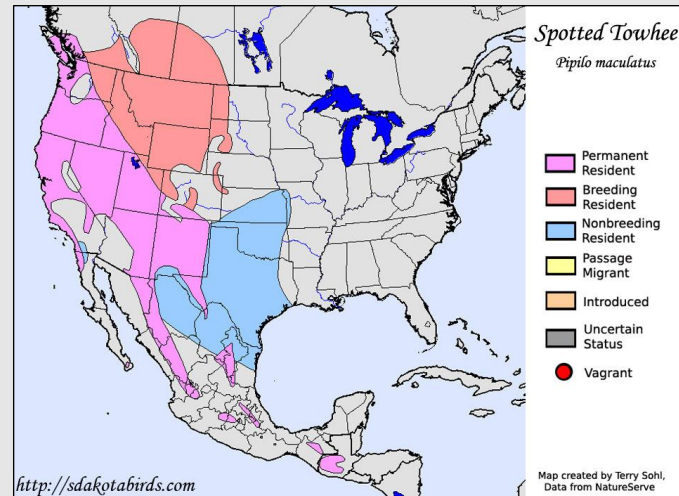 Spotted Towhee
Pipilo maculatus
Permanent
Resident
Breeding
Resident
Nonbreeding
Resident
Passage
Migrant
Introduced
Uncertain
Status
Vagrant
http://sdakotabirds.com
Map created by Terry Sohl,
Data from NatureServe